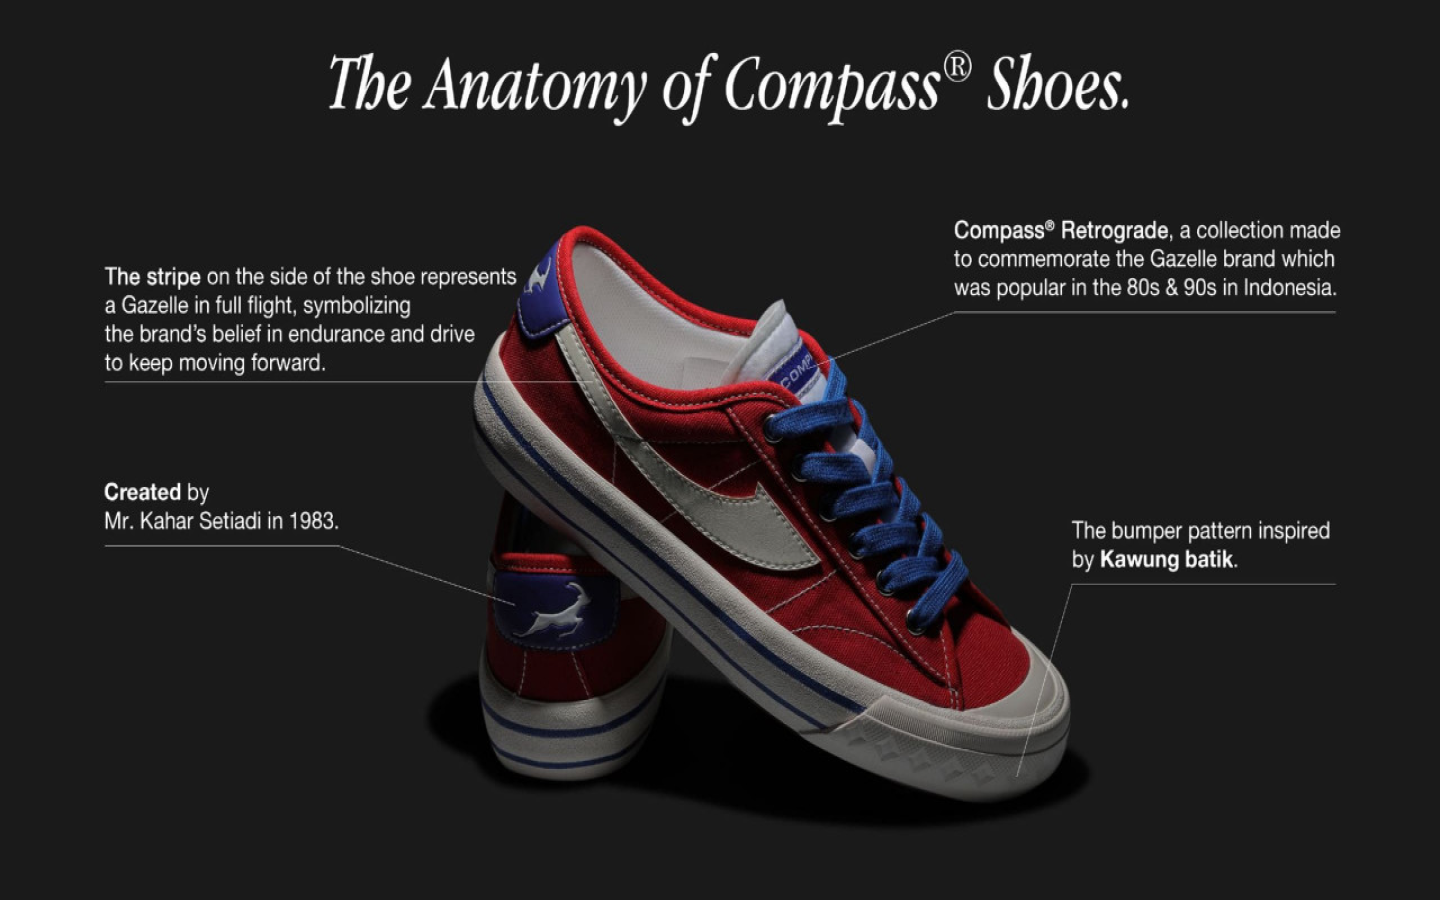 The Anatomy of Compass® Shoes.
The stripe on the side of the shoe represents
a Gazelle in full flight, symbolizing
the brand's belief in endurance and drive
to keep moving forward.
Compass® Retrograde, a collection made
to commemorate the Gazelle brand which
was popular in the 80s & 90s in Indonesia.
COMP
Created by
Mr. Kahar Setiadi in 1983.
The bumper pattern inspired
by Kawung batik.